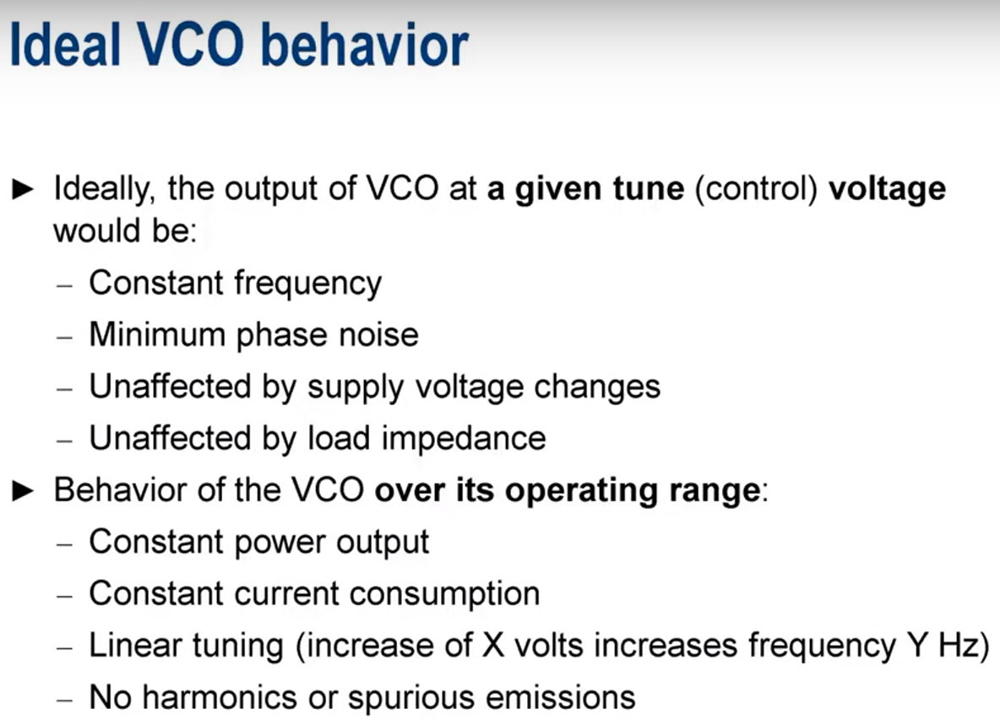 Ideal VCO behavior
► Ideally, the output of VCO at a given tune (control) voltage
would be:
– Constant frequency
– Minimum phase noise
– Unaffected by supply voltage changes
– Unaffected by load impedance
► Behavior of the VCO over its operating range:
– Constant power output
– Constant current consumption
– Linear tuning (increase of X volts increases frequency Y Hz)
– No harmonics or spurious emissions